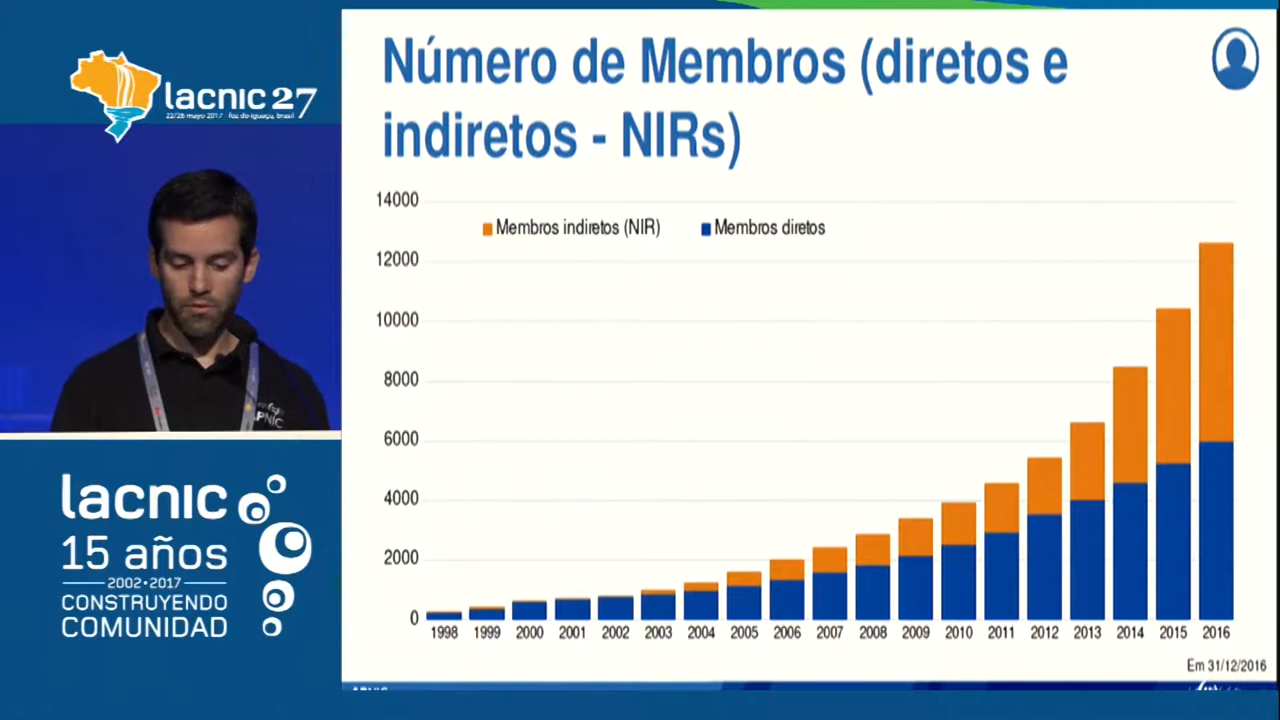 lacnic 27
22/26 mayo 2017 - foz do iguaçu, brasil
Número de Membros (diretos e
indiretos - NIRs)
14000
12000
10000
8000
6000
4000
2000
0
Membros indiretos (NIR)
Membros diretos
1998 1999 2000 2001 2002 2003 2004 2005 2006 2007 2008 2009 2010 2011 2012 2013 2014 2015 2016
Em 31/12/2016
lacnic
15 años
2002•2017
CONSTRUYENDO
COMUNIDAD